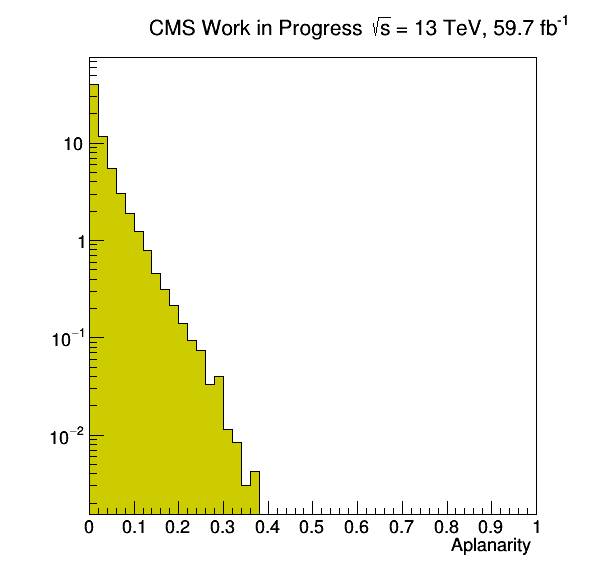 CMS Work in Progress √s = 13 TeV, 59.7 fb⁻¹
10
1
10⁻¹
10⁻²
0 0.1 0.2 0.3 0.4 0.5 0.6 0.7 0.8 0.9 1
Aplanarity